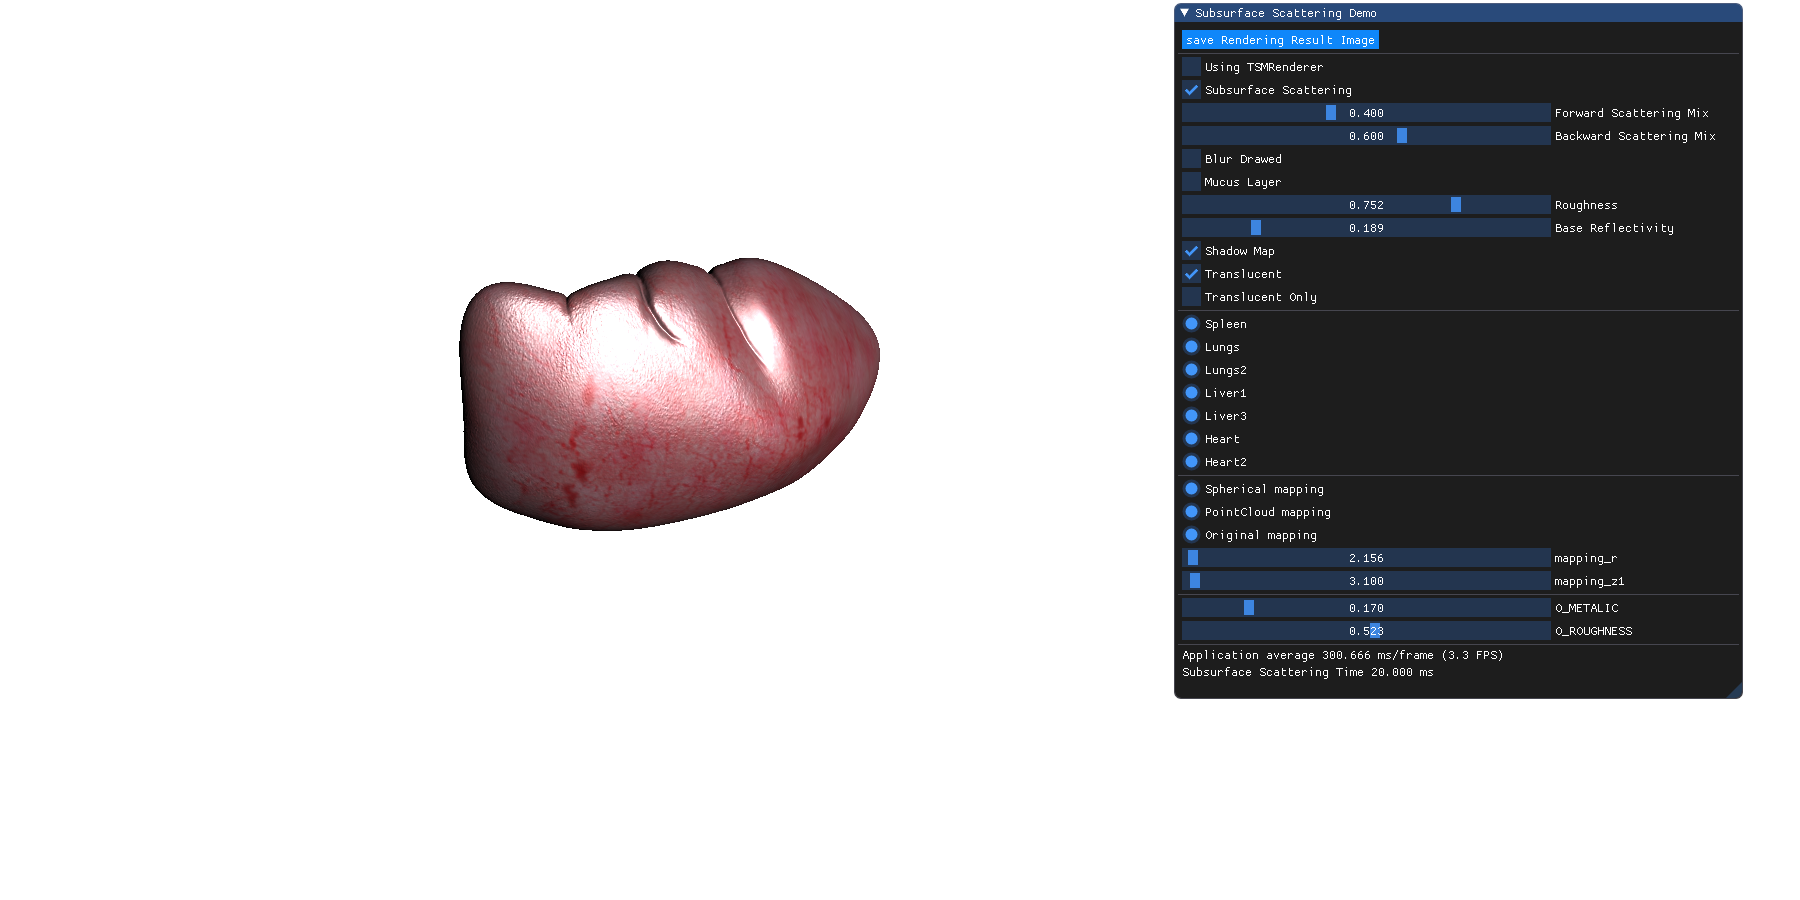 Subsurface Scattering Demo
save Rendering Result Image
Using TSMRenderer
Subsurface Scattering
0.400 Forward Scattering Mix
0.600 Backward Scattering Mix
Blur Drawed
Mucus Layer
0.752 Roughness
0.189 Base Reflectivity
Shadow Map
Translucent
Translucent Only
Spleen
Lungs
Lungs2
Liver1
Liver3
Heart
Heart2
Spherical mapping
PointCloud mapping
Original mapping
2.156 mapping_r
3.100 mapping_z1
0.170 O_METALIC
0.523 O_ROUGHNESS
Application average 300.666 ms/frame (3.3 FPS)
Subsurface Scattering Time 20.000 ms